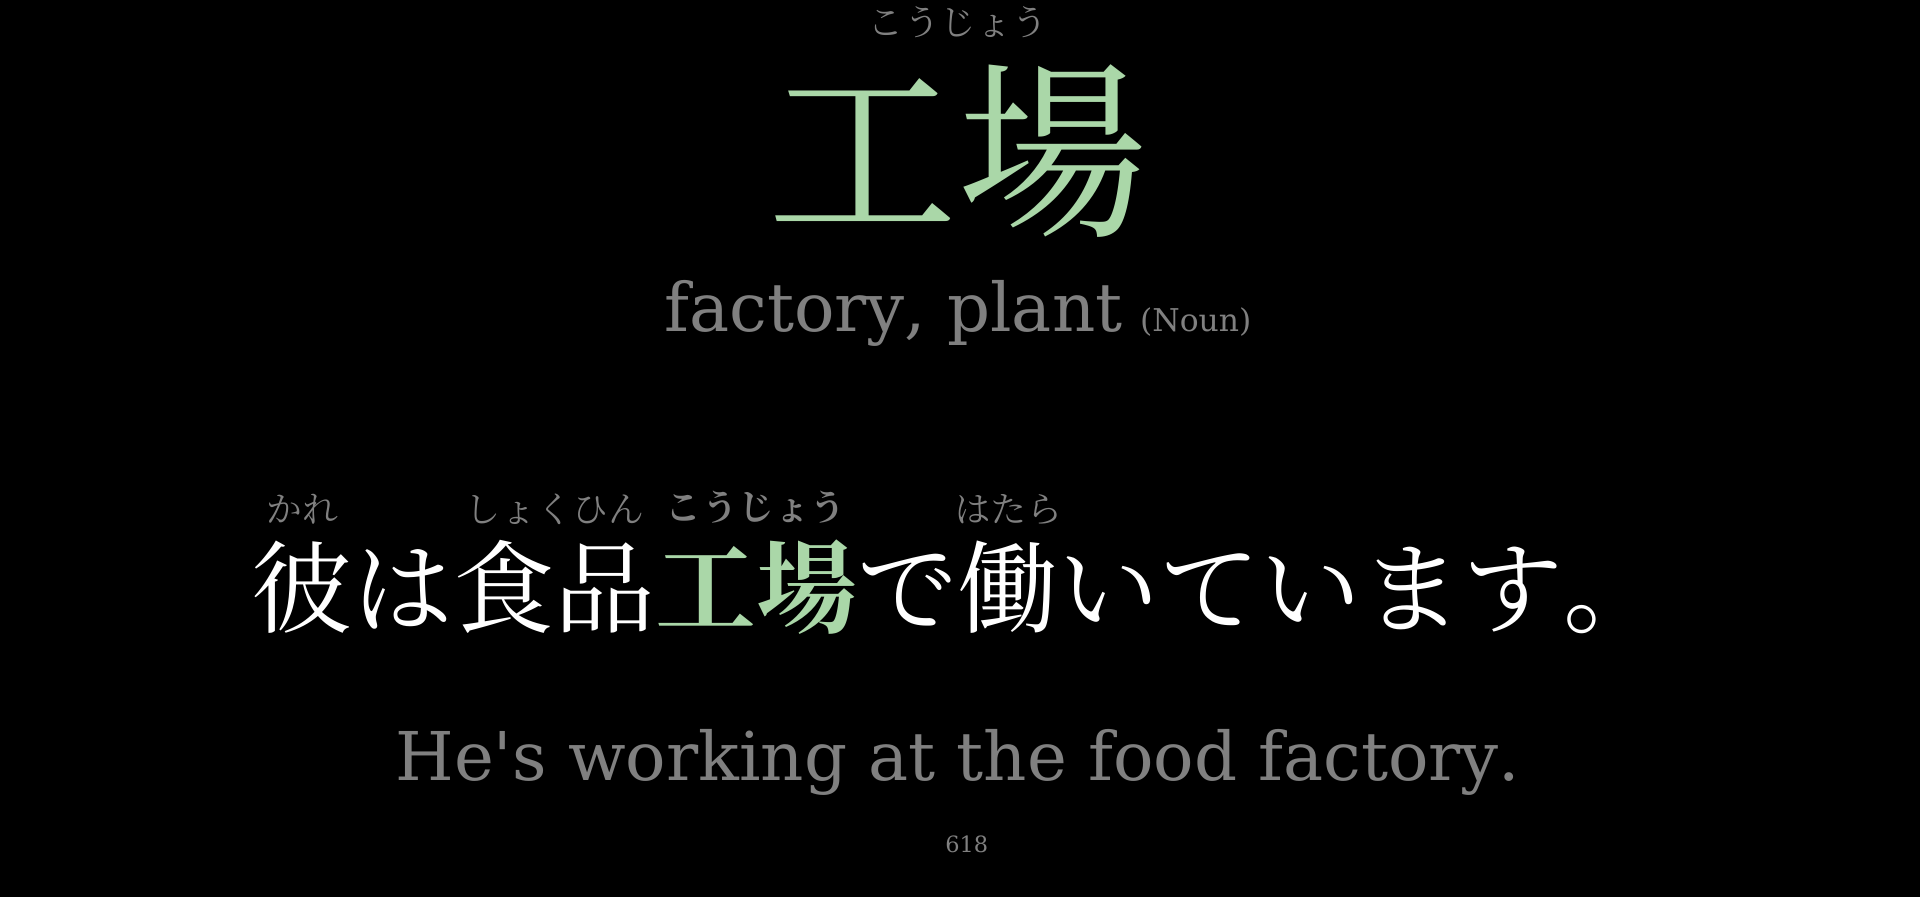 こうじょう
工場
factory, plant (Noun)
かれ しょくひん こうじょう はたら
彼は食品工場で働いています。
He's working at the food factory.
618